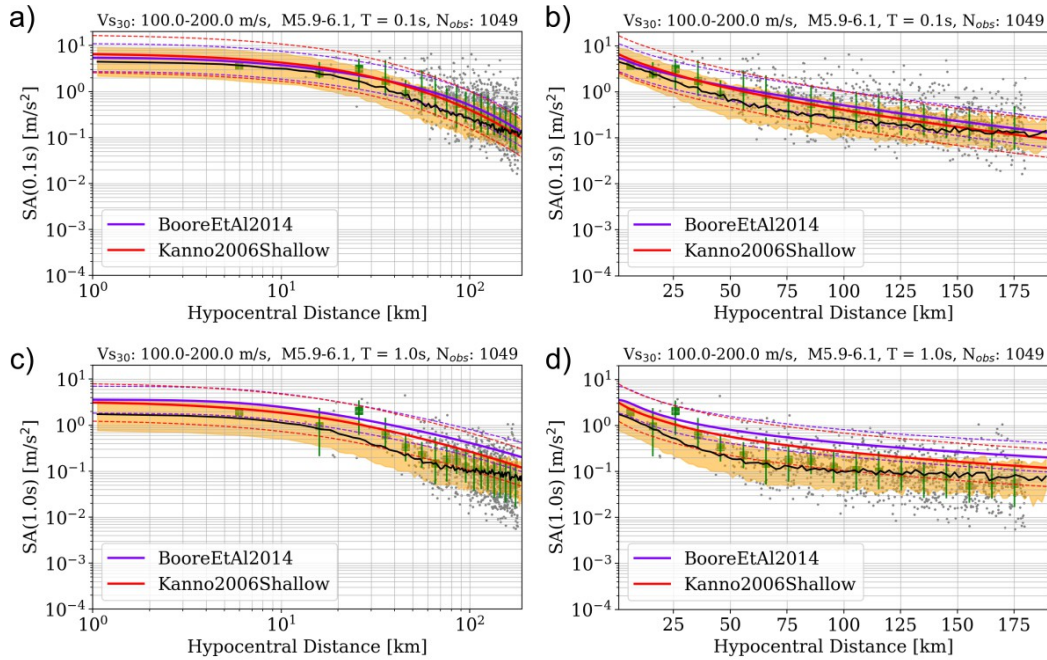 a)
Vs₃₀: 100.0-200.0 m/s, M5.9-6.1, T = 0.1s, N_obs: 1049
SA(0.1s) [m/s²]
10¹
10⁰
10⁻¹
10⁻²
10⁻³
10⁻⁴
BooreEtAl2014
Kanno2006Shallow
10⁰
10¹
10²
Hypocentral Distance [km]
b)
Vs₃₀: 100.0-200.0 m/s, M5.9-6.1, T = 0.1s, N_obs: 1049
SA(0.1s) [m/s²]
10¹
10⁰
10⁻¹
10⁻²
10⁻³
10⁻⁴
BooreEtAl2014
Kanno2006Shallow
25 50 75 100 125 150 175
Hypocentral Distance [km]
c)
Vs₃₀: 100.0-200.0 m/s, M5.9-6.1, T = 1.0s, N_obs: 1049
SA(1.0s) [m/s²]
10¹
10⁰
10⁻¹
10⁻²
10⁻³
10⁻⁴
BooreEtAl2014
Kanno2006Shallow
10⁰
10¹
10²
Hypocentral Distance [km]
d)
Vs₃₀: 100.0-200.0 m/s, M5.9-6.1, T = 1.0s, N_obs: 1049
SA(1.0s) [m/s²]
10¹
10⁰
10⁻¹
10⁻²
10⁻³
10⁻⁴
BooreEtAl2014
Kanno2006Shallow
25 50 75 100 125 150 175
Hypocentral Distance [km]